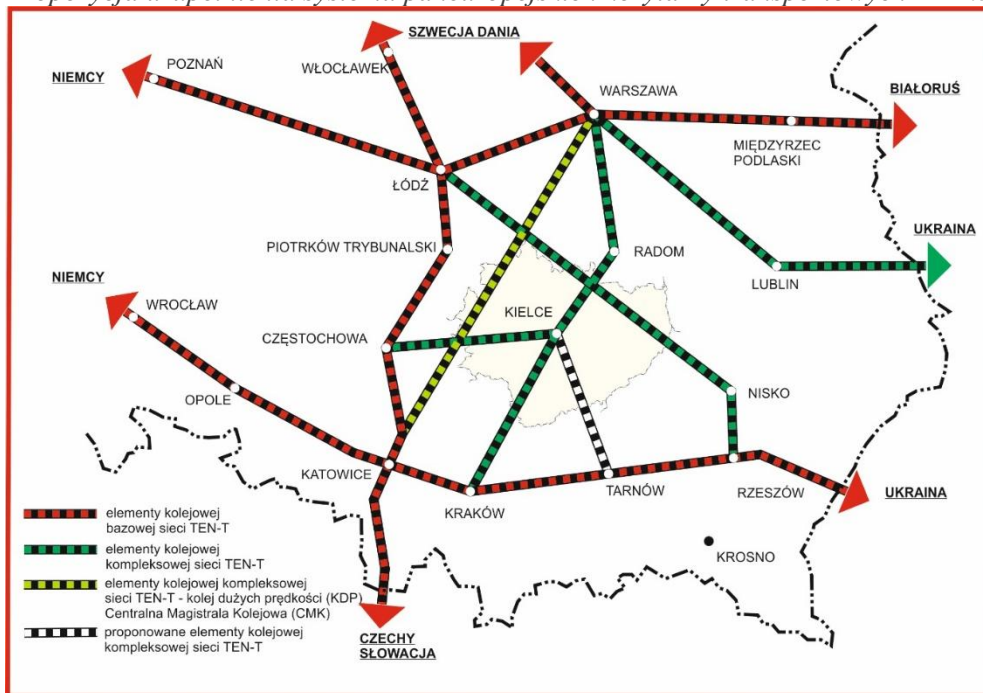 SZWECJA DANIA
NIEMCY
POZNAŃ
WŁOCŁAWEK
WARSZAWA
BIAŁORUŚ
MIĘDZYRZEC
PODLASKI
ŁÓDŹ
PIOTRKÓW TRYBUNALSKI
RADOM
UKRAINA
LUBLIN
NIEMCY
WROCŁAW
KIELCE
CZĘSTOCHOWA
OPOLE
NISKO
KATOWICE
KRAKÓW
TARNÓW
RZESZÓW
UKRAINA
KROSNO
elementy kolejowej
bazowej sieci TEN-T
elementy kolejowej
kompleksowej sieci TEN-T
elementy kolejowej kompleksowej
sieci TEN-T - kolej dużych prędkości (KDP)
Centralna Magistrala Kolejowa (CMK)
proponowane elementy kolejowej
kompleksowej sieci TEN-T
CZECHY
SŁOWACJA